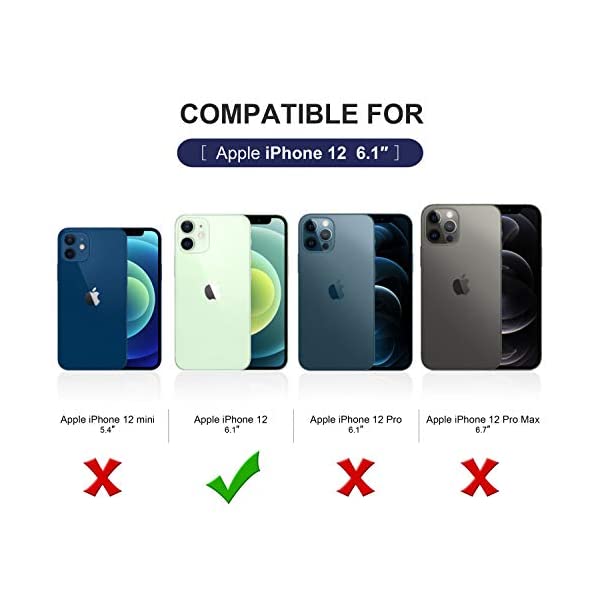 COMPATIBLE FOR
[ Apple iPhone 12 6.1″ ]
Apple iPhone 12 mini
5.4″
Apple iPhone 12
6.1″
Apple iPhone 12 Pro
6.1″
Apple iPhone 12 Pro Max
6.7″